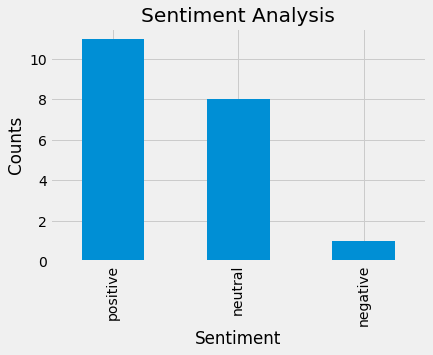 Sentiment Analysis
10
8
6
4
2
0
Counts
positive
neutral
negative
Sentiment